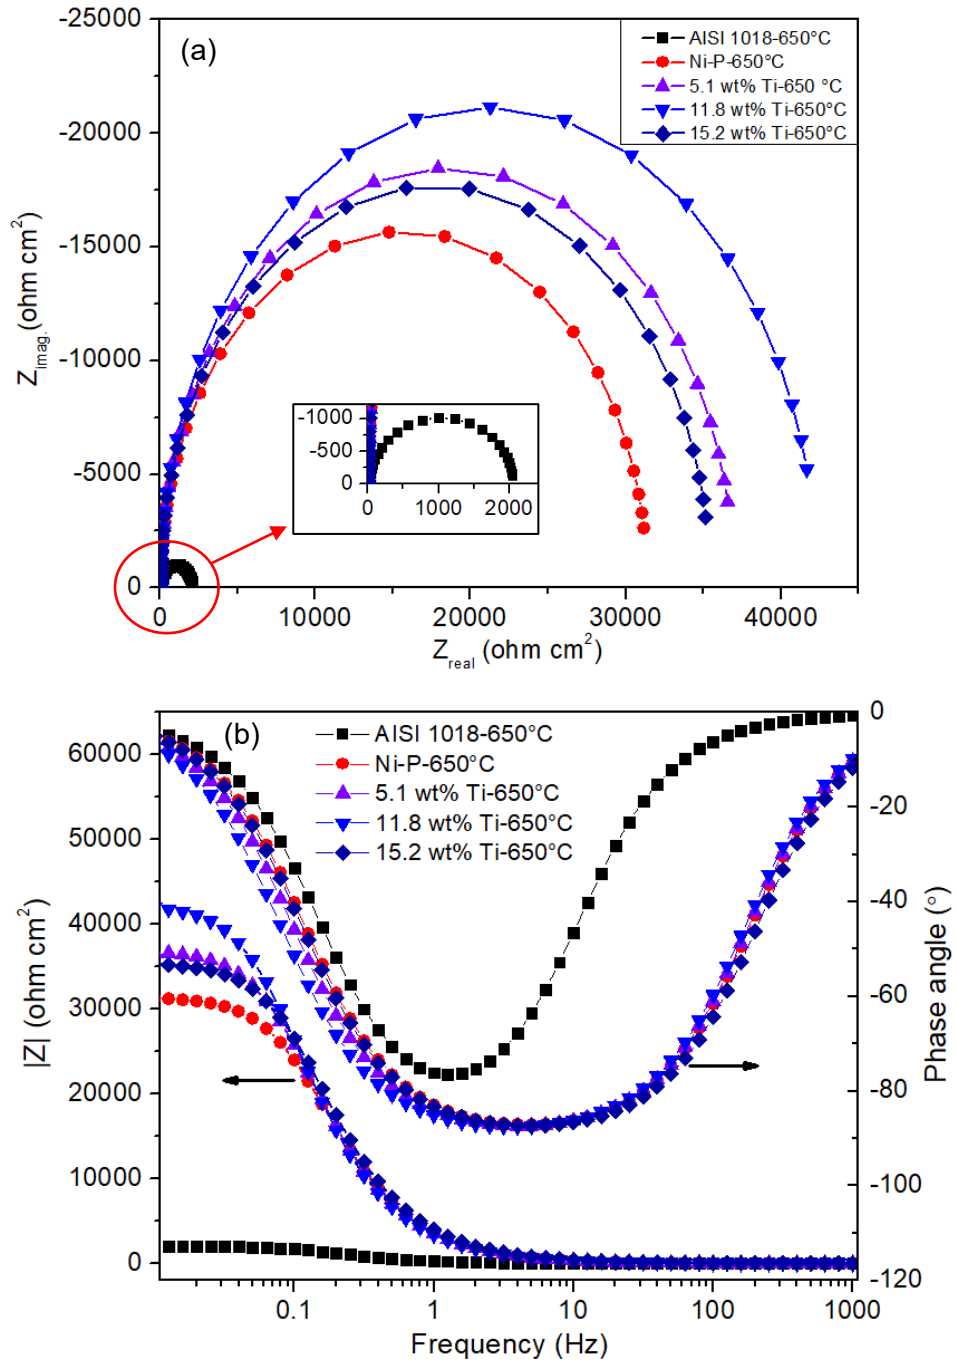 (a)
AISI 1018-650°C
Ni-P-650°C
5.1 wt% Ti-650 °C
11.8 wt% Ti-650°C
15.2 wt% Ti-650°C
-25000
-20000
-15000
-10000
-5000
0
Zimag.(ohm cm2)
-1000
-500
0
0 1000 2000
0 10000 20000 30000 40000
Zreal (ohm cm2)
(b)
AISI 1018-650°C
Ni-P-650°C
5.1 wt% Ti-650°C
11.8 wt% Ti-650°C
15.2 wt% Ti-650°C
60000
50000
40000
30000
20000
10000
0
|Z| (ohm cm2)
0
-20
-40
-60
-80
-100
-120
Phase angle (°)
0.1 1 10 100 1000
Frequency (Hz)